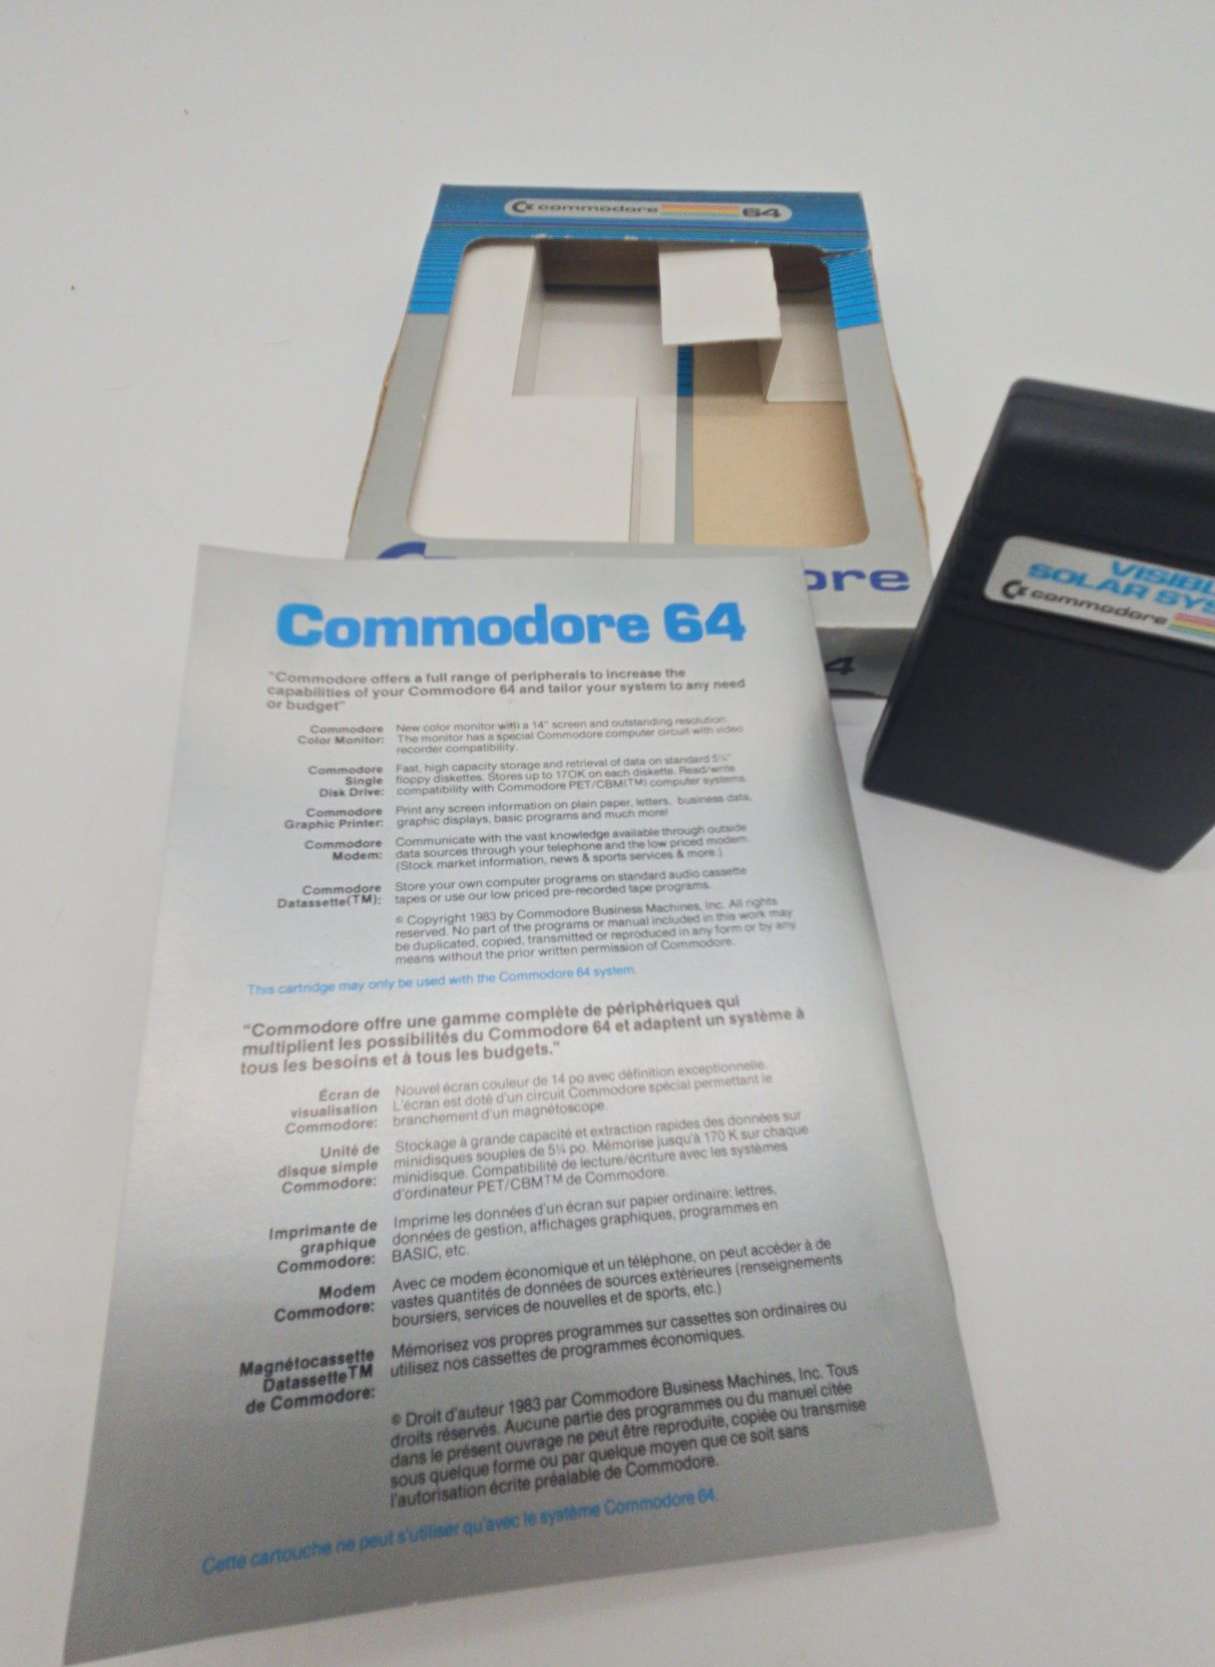 commodore 64
ore
4
VISIBL
SOLAR SYS
commodore
Commodore 64
"Commodore offers a full range of peripherals to increase the
capabilities of your Commodore 64 and tailor your system to any need
or budget"
Commodore
Color Monitor:
New color monitor with a 14" screen and outstanding resolution.
The monitor has a special Commodore computer circuit with video
recorder compatibility.
Commodore
Single
Disk Drive:
Fast, high capacity storage and retrieval of data on standard 5¼"
floppy diskettes. Stores up to 170K on each diskette. Read/write
compatibility with Commodore PET/CBM(TM) computer systems.
Commodore
Graphic Printer:
Print any screen information on plain paper, letters, business data,
graphic displays, basic programs and much more!
Commodore
Modem:
Communicate with the vast knowledge available through outside
data sources through your telephone and the low priced modem.
(Stock market information, news & sports services & more.)
Commodore
Datassette(TM):
Store your own computer programs on standard audio cassette
tapes or use our low priced pre-recorded tape programs.
© Copyright 1983 by Commodore Business Machines, Inc. All rights
reserved. No part of the programs or manual included in this work may
be duplicated, copied, transmitted or reproduced in any form or by any
means without the prior written permission of Commodore.
This cartridge may only be used with the Commodore 64 system.
"Commodore offre une gamme complète de périphériques qui
multiplient les possibilités du Commodore 64 et adaptent un système à
tous les besoins et à tous les budgets."
Écran de
visualisation
Commodore:
Nouvel écran couleur de 14 po avec définition exceptionnelle.
L'écran est doté d'un circuit Commodore spécial permettant le
branchement d'un magnétoscope.
Unité de
disque simple
Commodore:
Stockage à grande capacité et extraction rapides des données sur
minidisques souples de 5¼ po. Mémorise jusqu'à 170 K sur chaque
minidisque. Compatibilité de lecture/écriture avec les systèmes
d'ordinateur PET/CBMTM de Commodore.
Imprimante de
graphique
Commodore:
Imprime les données d'un écran sur papier ordinaire: lettres,
données de gestion, affichages graphiques, programmes en
BASIC, etc.
Modem
Commodore:
Avec ce modem économique et un téléphone, on peut accéder à de
vastes quantités de données de sources extérieures (renseignements
boursiers, services de nouvelles et de sports, etc.)
Magnétocassette
DatassetteTM
de Commodore:
Mémorisez vos propres programmes sur cassettes son ordinaires ou
utilisez nos cassettes de programmes économiques.
© Droit d'auteur 1983 par Commodore Business Machines, Inc. Tous
droits réservés. Aucune partie des programmes ou du manuel citée
dans le présent ouvrage ne peut être reproduite, copiée ou transmise
sous quelque forme ou par quelque moyen que ce soit sans
l'autorisation écrite préalable de Commodore.
Cette cartouche ne peut s'utiliser qu'avec le système Commodore 64.